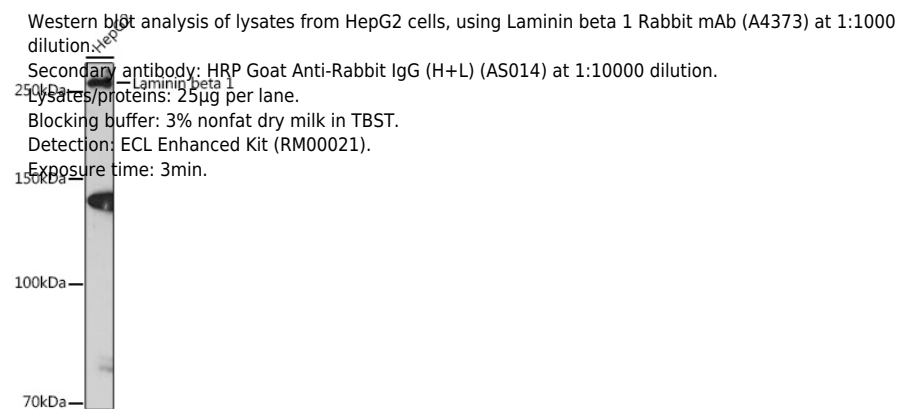 Western blot analysis of lysates from HepG2 cells, using Laminin beta 1 Rabbit mAb (A4373) at 1:1000
dilution.
Secondary antibody: HRP Goat Anti-Rabbit IgG (H+L) (AS014) at 1:10000 dilution.
Lysates/proteins: 25μg per lane.
Blocking buffer: 3% nonfat dry milk in TBST.
Detection: ECL Enhanced Kit (RM00021).
Exposure time: 3min.
HepG2
250kDa
Laminin beta 1
150kDa
100kDa
70kDa